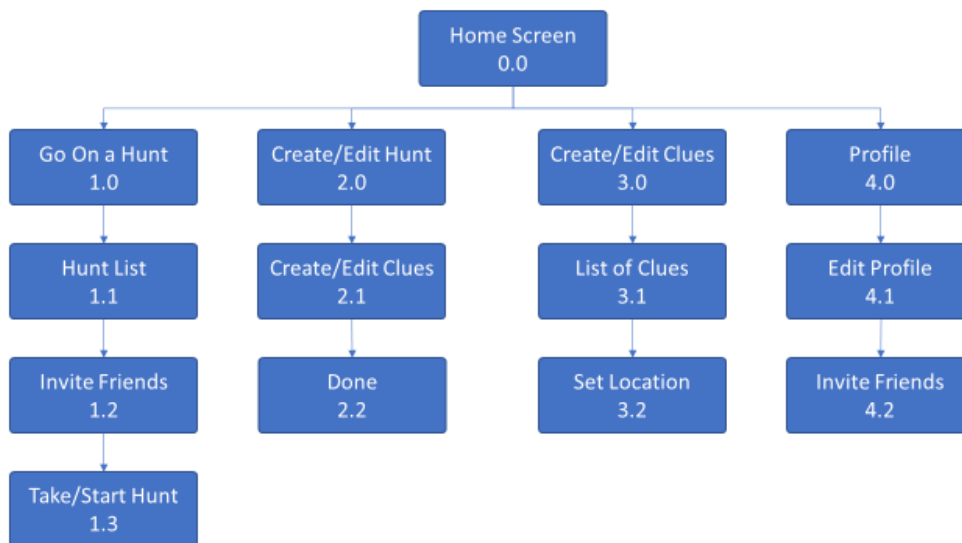 Home Screen
0.0
Go On a Hunt
1.0
Create/Edit Hunt
2.0
Create/Edit Clues
3.0
Profile
4.0
Hunt List
1.1
Create/Edit Clues
2.1
List of Clues
3.1
Edit Profile
4.1
Invite Friends
1.2
Done
2.2
Set Location
3.2
Invite Friends
4.2
Take/Start Hunt
1.3